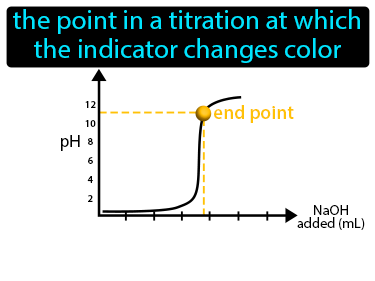 the point in a titration at which
the indicator changes color
12
10
8
6
4
2
pH
end point
NaOH
added (mL)